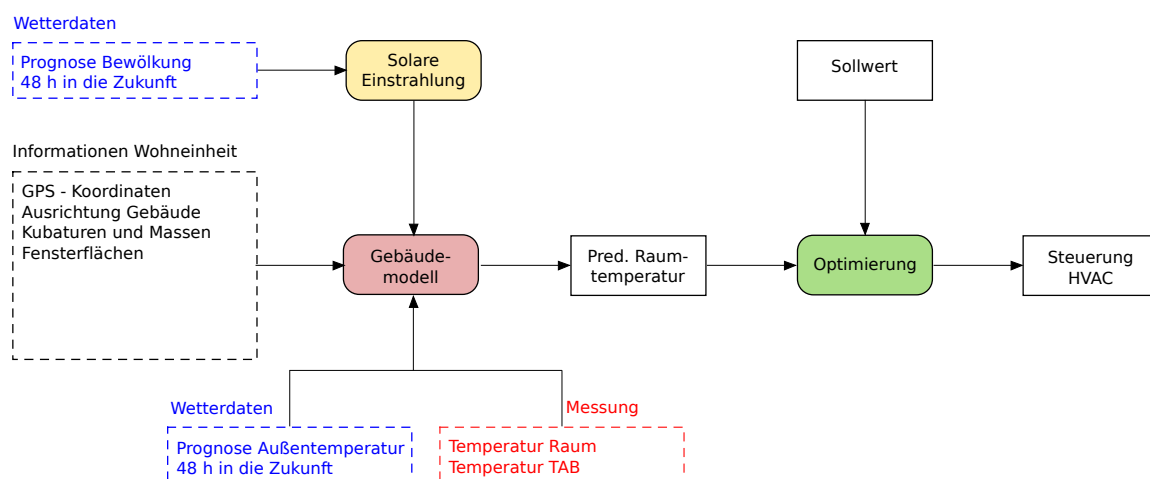 Wetterdaten
Prognose Bewölkung
48 h in die Zukunft
Solare
Einstrahlung
Sollwert
Informationen Wohneinheit
GPS - Koordinaten
Ausrichtung Gebäude
Kubaturen und Massen
Fensterflächen
Gebäude-
modell
Pred. Raum-
temperatur
Optimierung
Steuerung
HVAC
Wetterdaten
Prognose Außentemperatur
48 h in die Zukunft
Messung
Temperatur Raum
Temperatur TAB